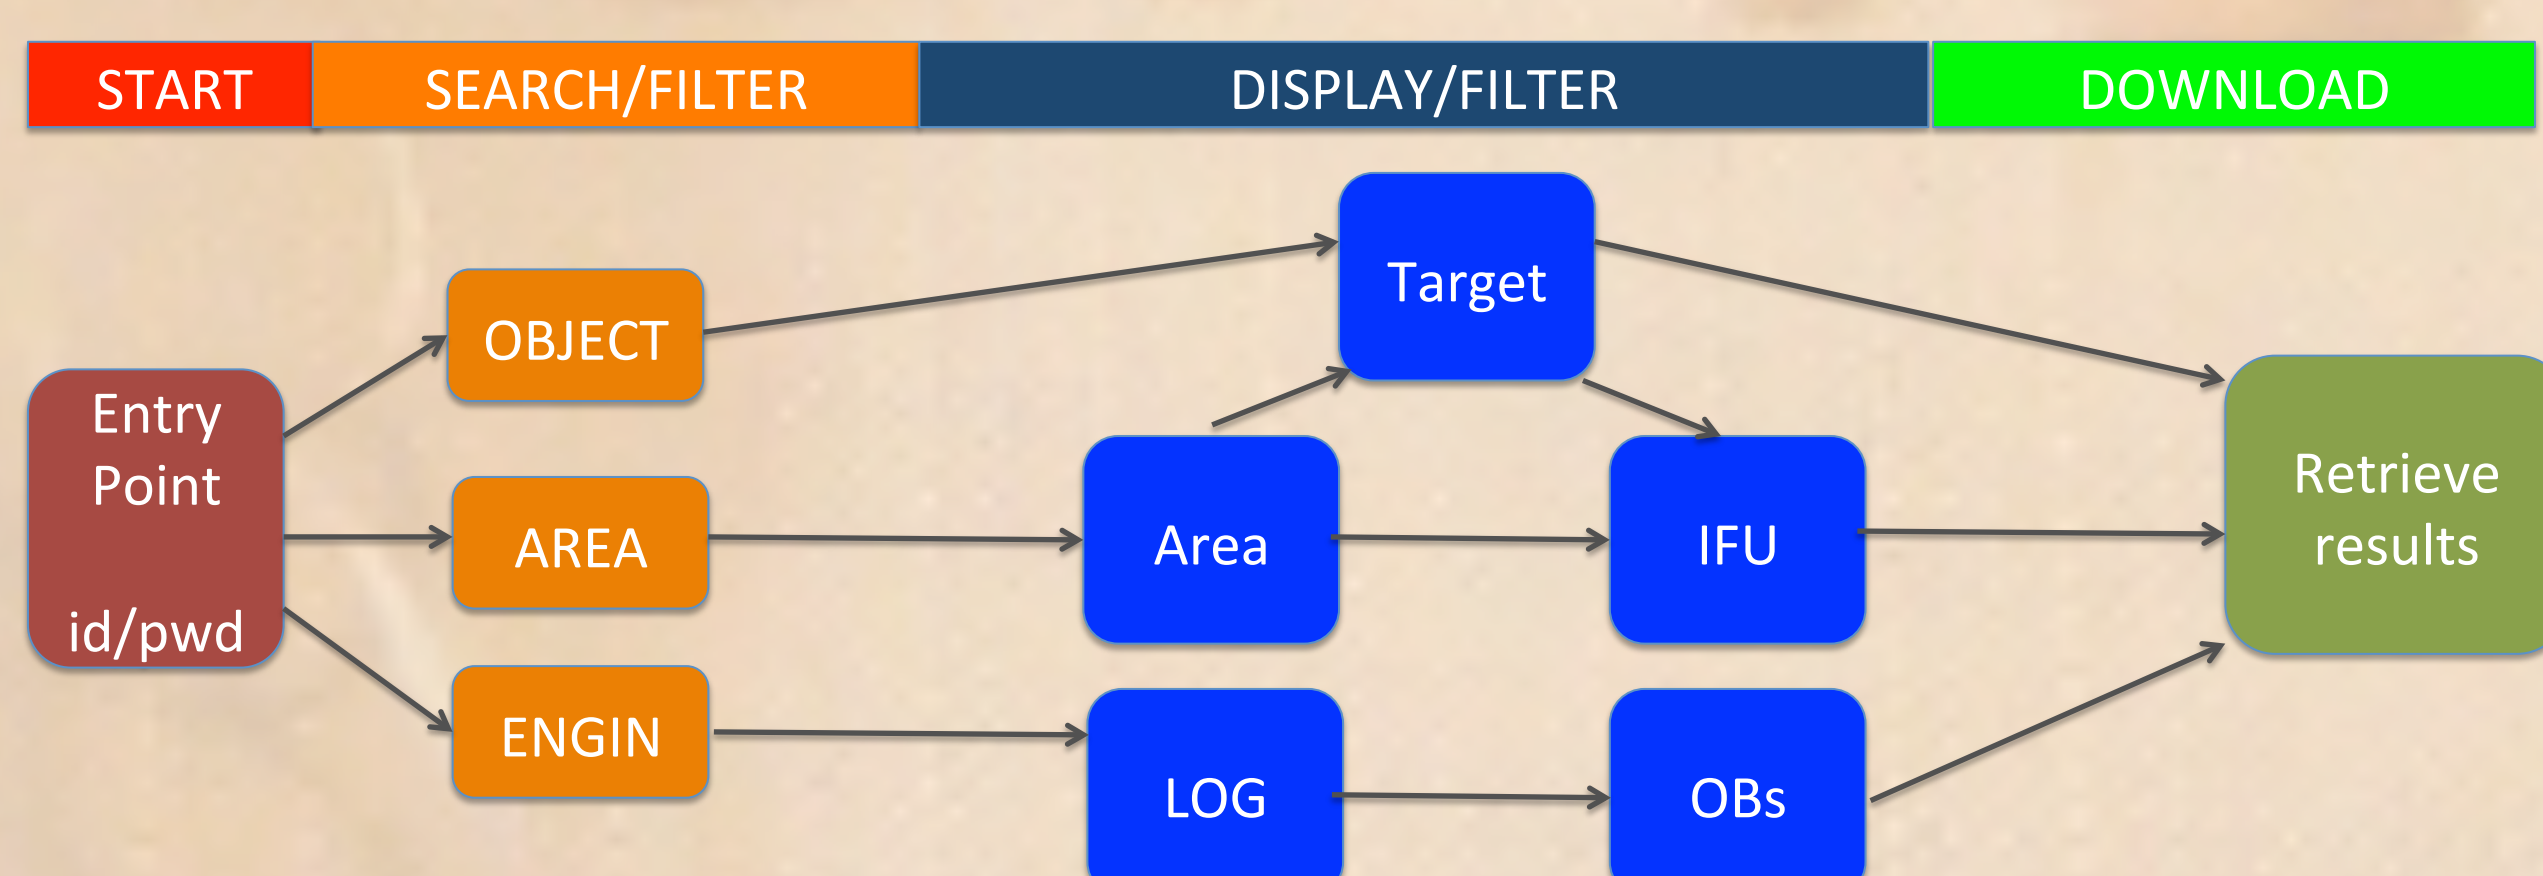 START
SEARCH/FILTER
DISPLAY/FILTER
DOWNLOAD
Entry
Point
id/pwd
OBJECT
AREA
ENGIN
Target
Area
IFU
LOG
OBs
Retrieve
results